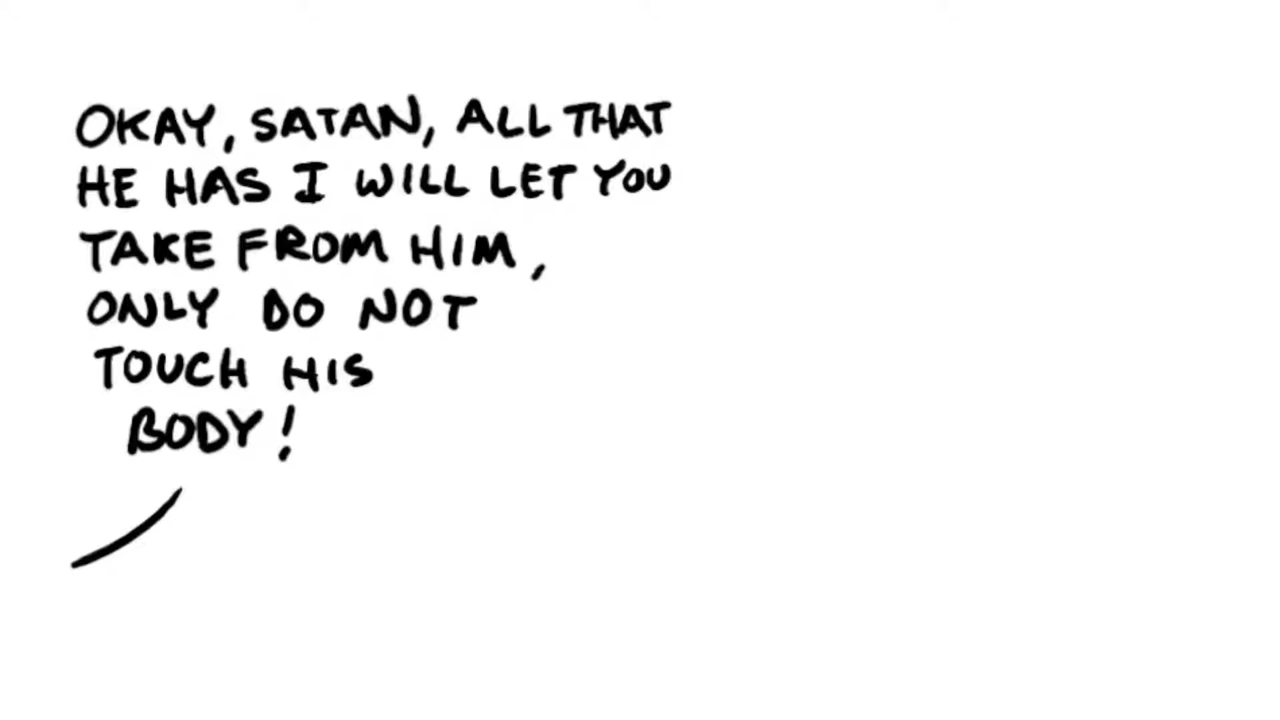 OKAY, SATAN, ALL THAT
HE HAS I WILL LET YOU
TAKE FROM HIM,
ONLY DO NOT
TOUCH HIS
BODY!